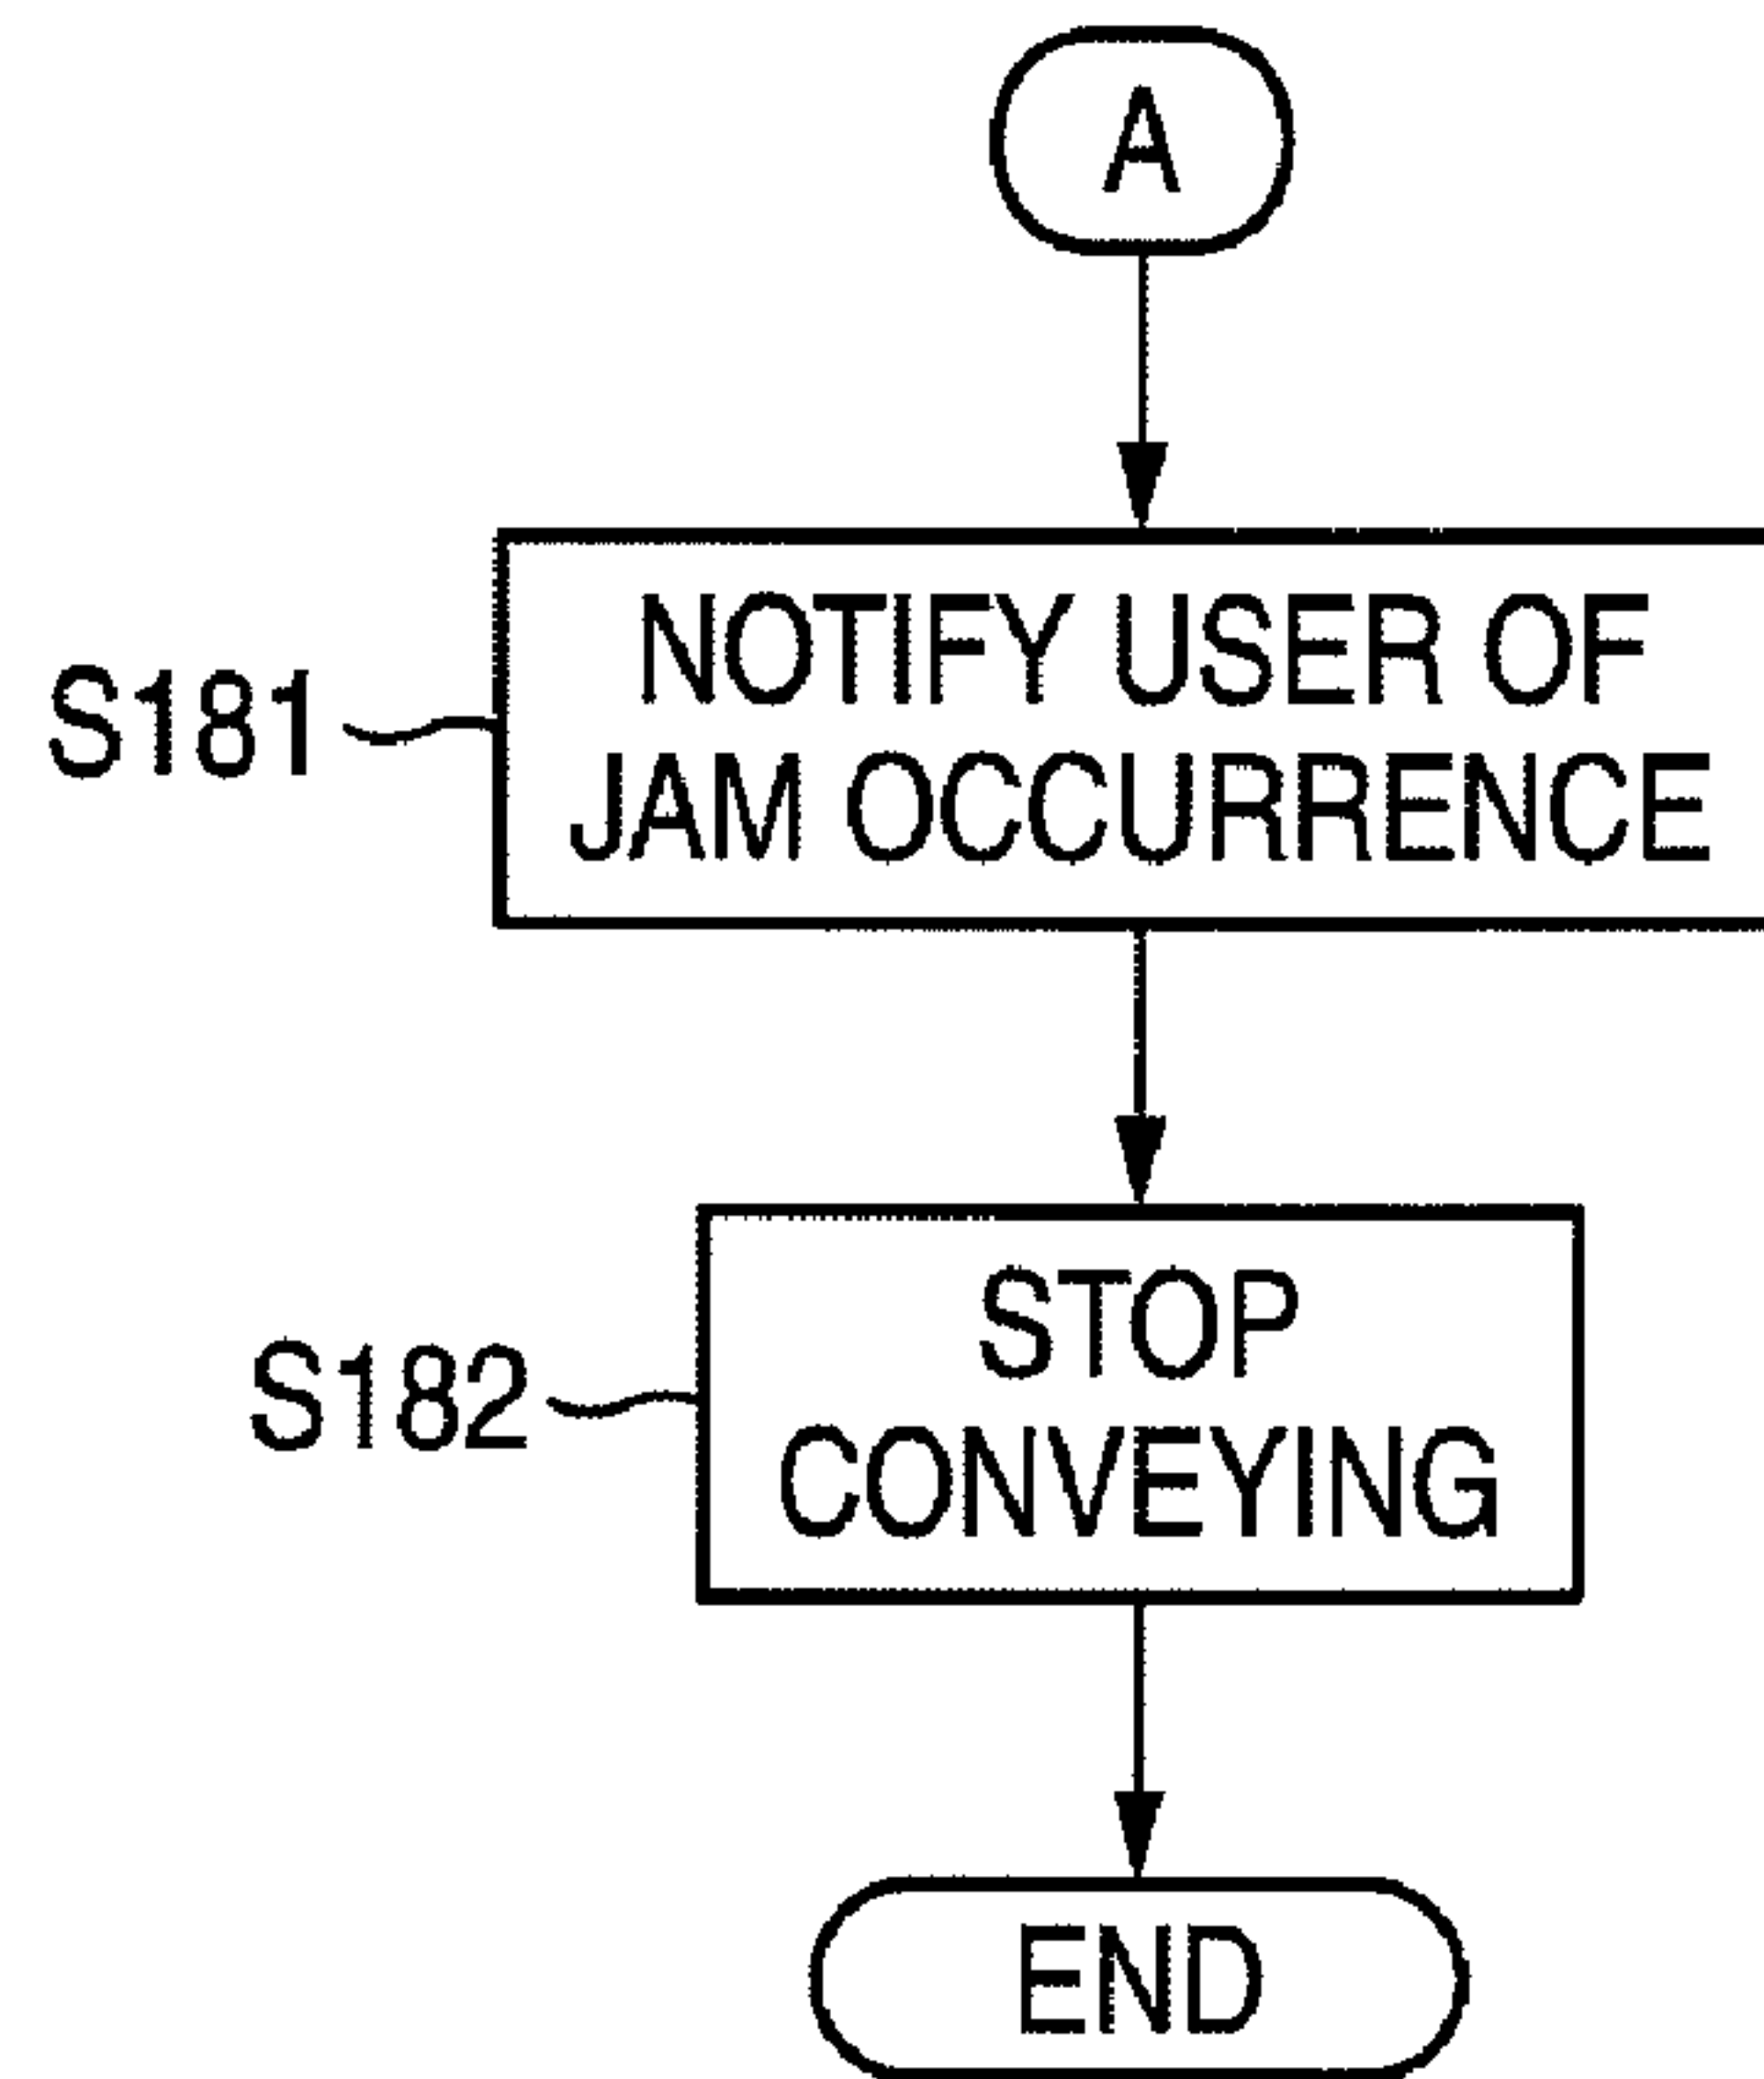 A
NOTIFY USER OF
JAM OCCURRENCE
S181
STOP
CONVEYING
S182
END